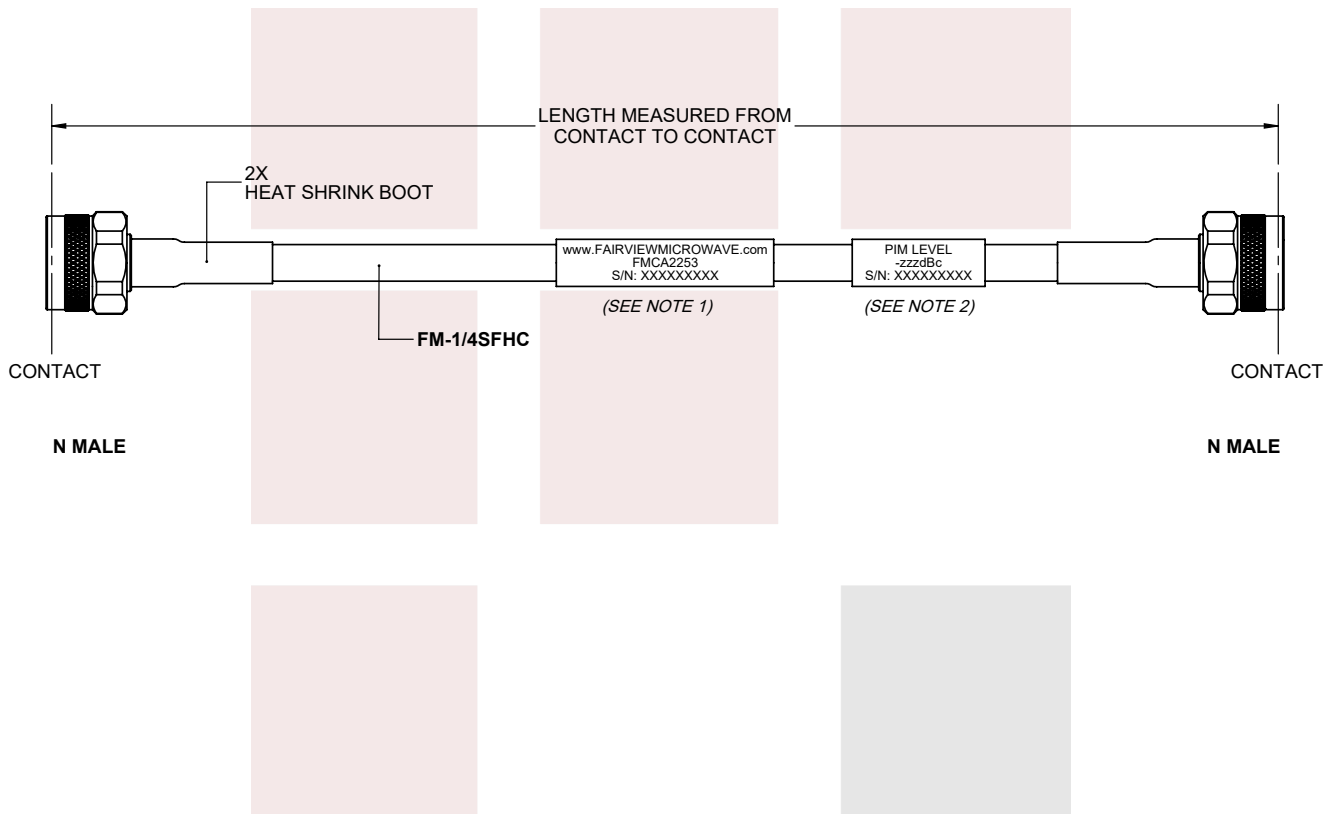 LENGTH MEASURED FROM
CONTACT TO CONTACT
2X
HEAT SHRINK BOOT
www.FAIRVIEWMICROWAVE.com
FMCA2253
S/N: XXXXXXXXX
PIM LEVEL
-zzzdBc
S/N: XXXXXXXXX
(SEE NOTE 1)
(SEE NOTE 2)
FM-1/4SFHC
CONTACT
CONTACT
N MALE
N MALE